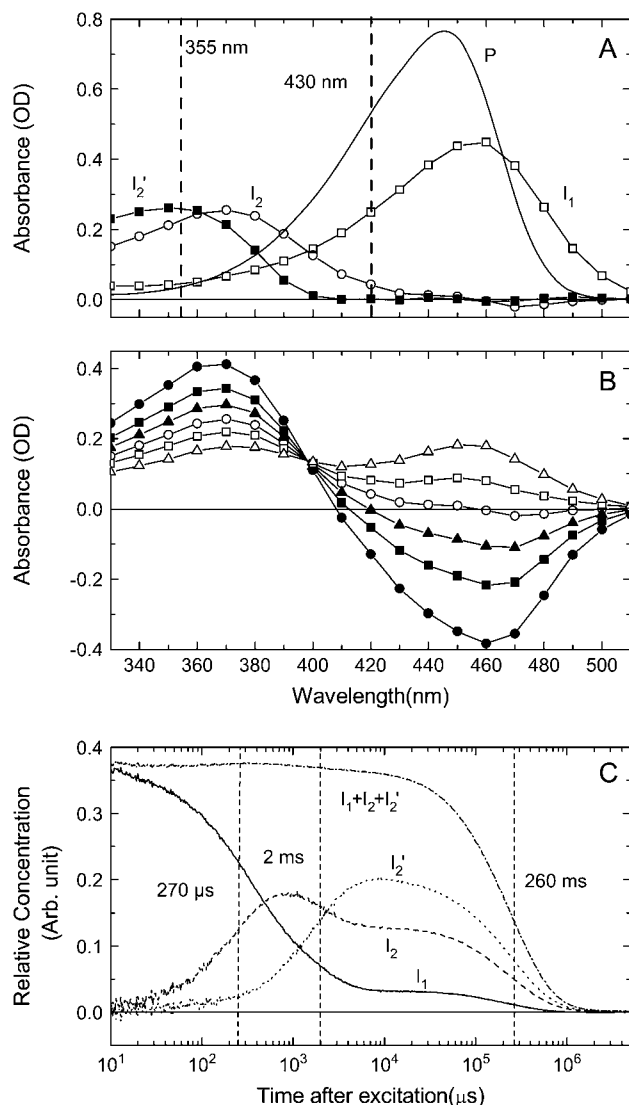 A
0.8
355 nm
P
430 nm
0.6
Absorbance (OD)
0.4
I2'
I2
I1
0.2
0.0
B
0.4
0.2
Absorbance (OD)
0.0
-0.2
-0.4
340 360 380 400 420 440 460 480 500
Wavelength(nm)
C
0.4
I1+I2+I2'
0.3
Relative Concentration
(Arb. unit)
2 ms
0.2
I2'
270 μs
260 ms
0.1
I2
I1
0.0
10^1 10^2 10^3 10^4 10^5 10^6
Time after excitation(μs)